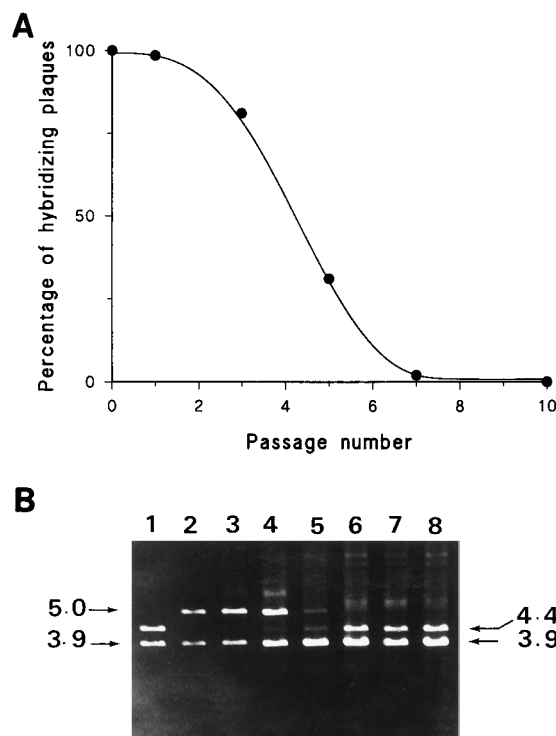 A
Percentage of hybridizing plaques
100
50
0
0 2 4 6 8 10
Passage number
B
1 2 3 4 5 6 7 8
5.0
3.9
4.4
3.9